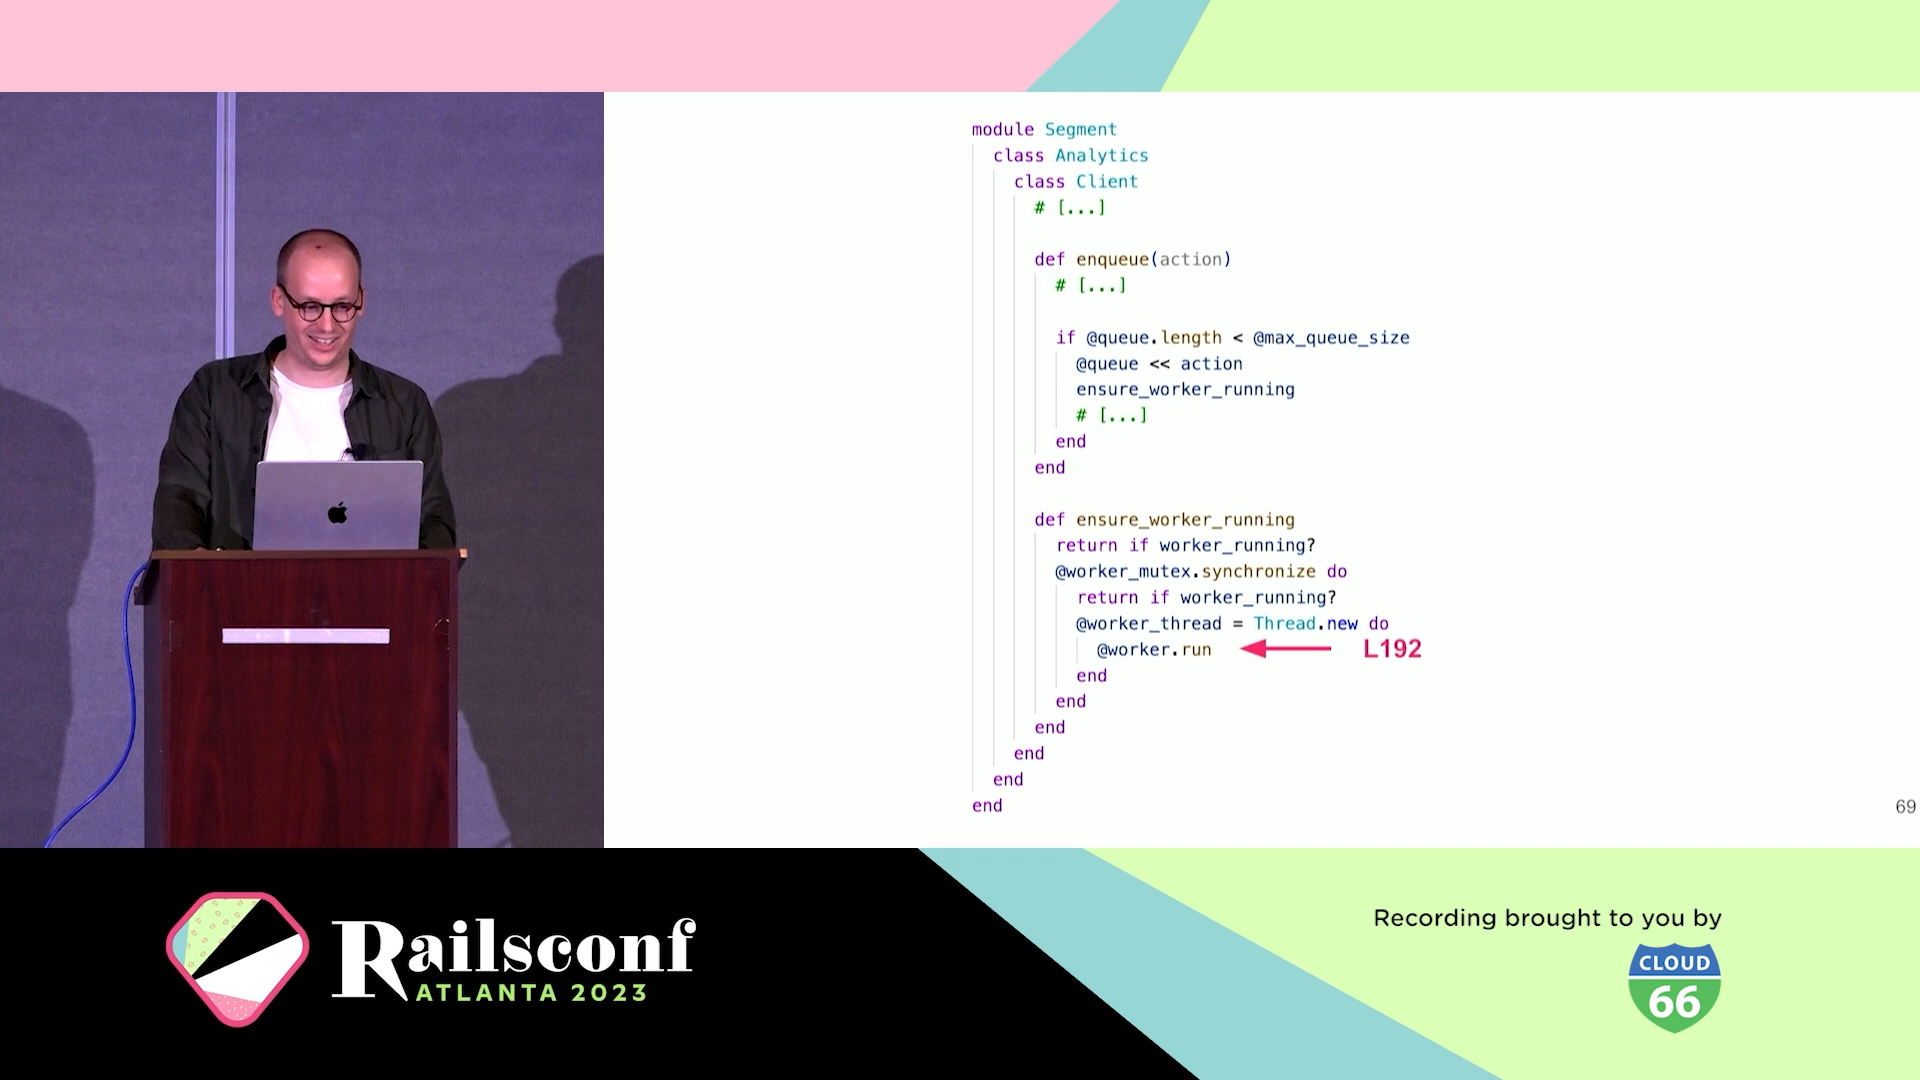 module Segment
class Analytics
class Client
# [...]
def enqueue(action)
# [...]
if @queue.length < @max_queue_size
@queue << action
ensure_worker_running
# [...]
end
end
def ensure_worker_running
return if worker_running?
@worker_mutex.synchronize do
return if worker_running?
@worker_thread = Thread.new do
@worker.run
L192
end
end
end
end
end
end
69
Railsconf
ATLANTA 2023
Recording brought to you by
CLOUD
66